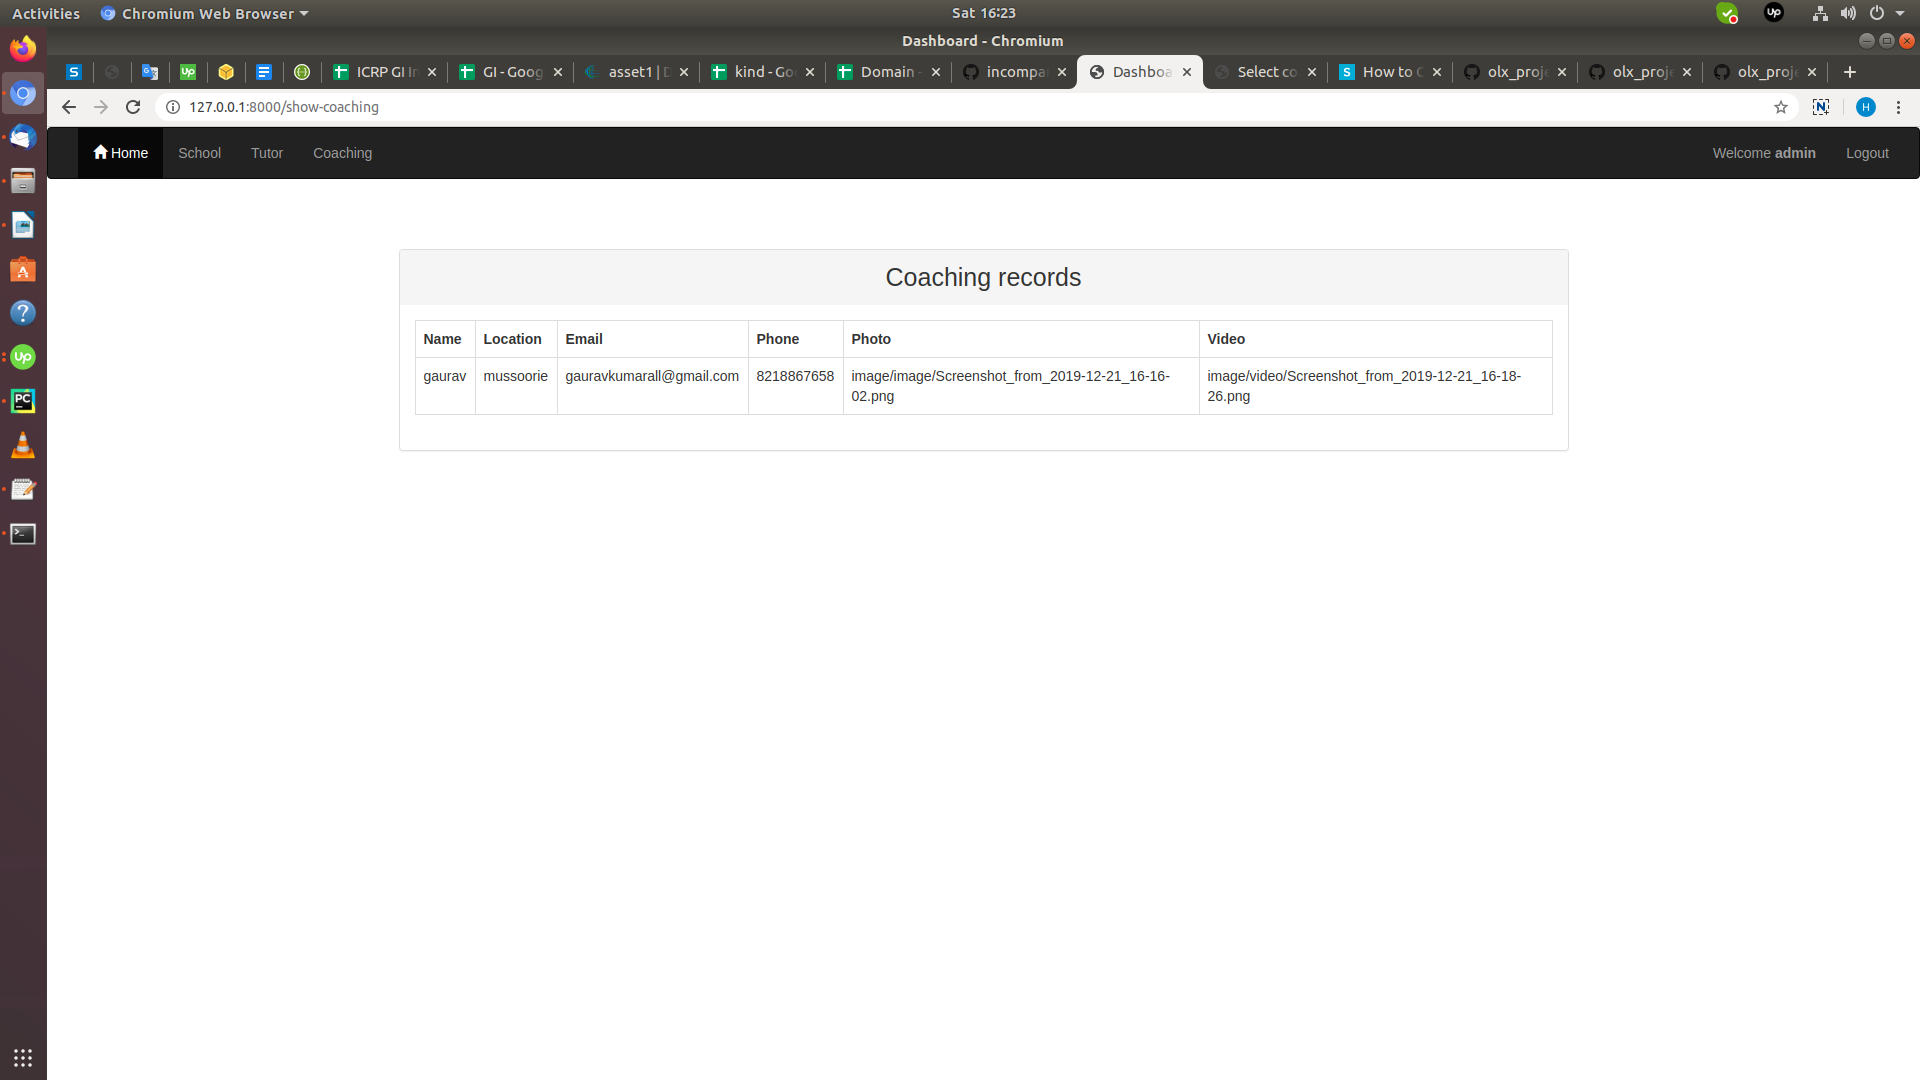 Activities
Chromium Web Browser
Sat 16:23
Dashboard - Chromium
ICRP GI
GI - Goog
asset1 |
kind - Go
Domain -
incompa
Dashboa
Select co
How to
olx_proje
olx_proje
olx_proje
127.0.0.1:8000/show-coaching
Home
School
Tutor
Coaching
Welcome admin
Logout
Coaching records
Name Location Email Phone Photo Video
gaurav mussoorie gauravkumarall@gmail.com 8218867658 image/image/Screenshot_from_2019-12-21_16-16- image/video/Screenshot_from_2019-12-21_16-18-
02.png 26.png